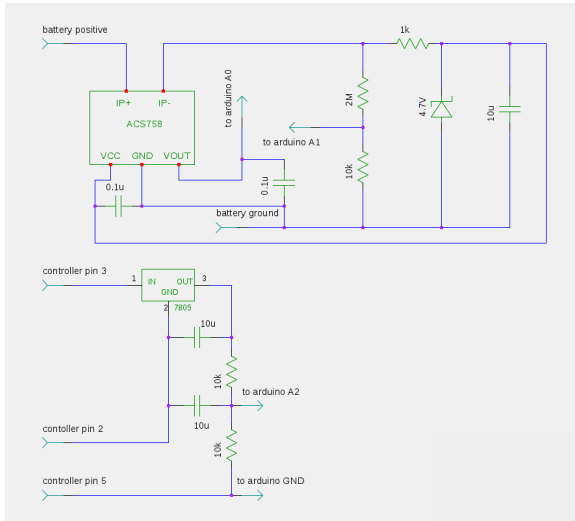 battery positive
1k
IP+
IP-
ACS758
VCC
GND
VOUT
0.1u
to arduino A0
to arduino A1
2M
10k
0.1u
battery ground
4.7V
10u
controller pin 3
1
IN
OUT
GND
3
2
7805
10u
10k
to arduino A2
10u
contoller pin 2
10k
controller pin 5
to arduino GND